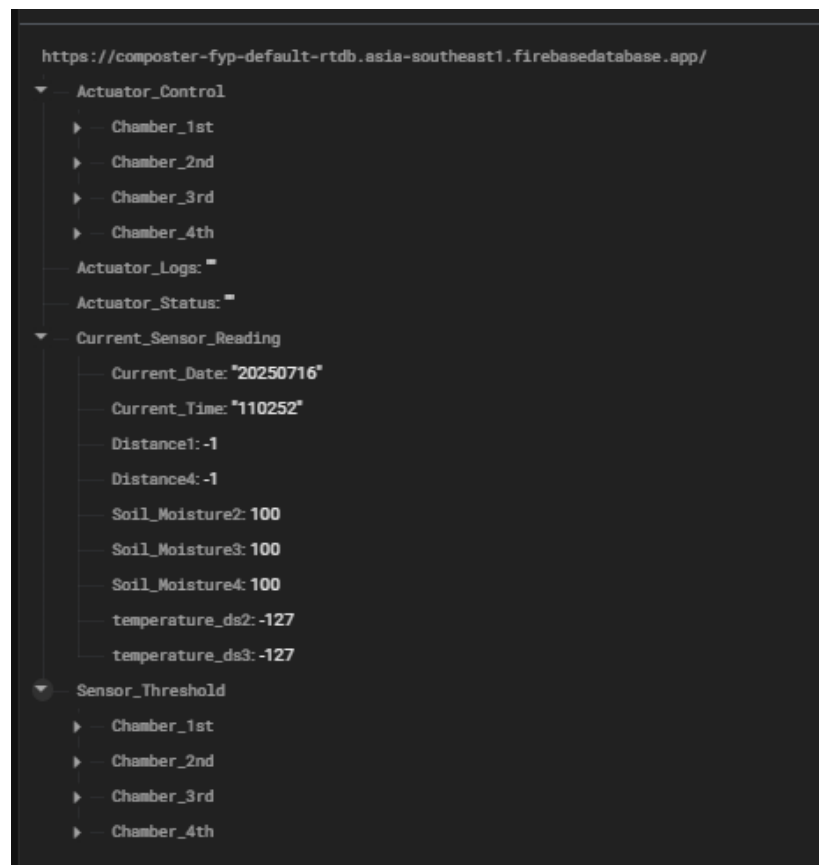 https://composter-fyp-default-rtdb.asia-southeast1.firebasedatabase.app/
Actuator_Control
Chamber_1st
Chamber_2nd
Chamber_3rd
Chamber_4th
Actuator_Logs: ""
Actuator_Status: ""
Current_Sensor_Reading
Current_Date: "20250716"
Current_Time: "110252"
Distance1: -1
Distance4: -1
Soil_Moisture2: 100
Soil_Moisture3: 100
Soil_Moisture4: 100
temperature_ds2: -127
temperature_ds3: -127
Sensor_Threshold
Chamber_1st
Chamber_2nd
Chamber_3rd
Chamber_4th